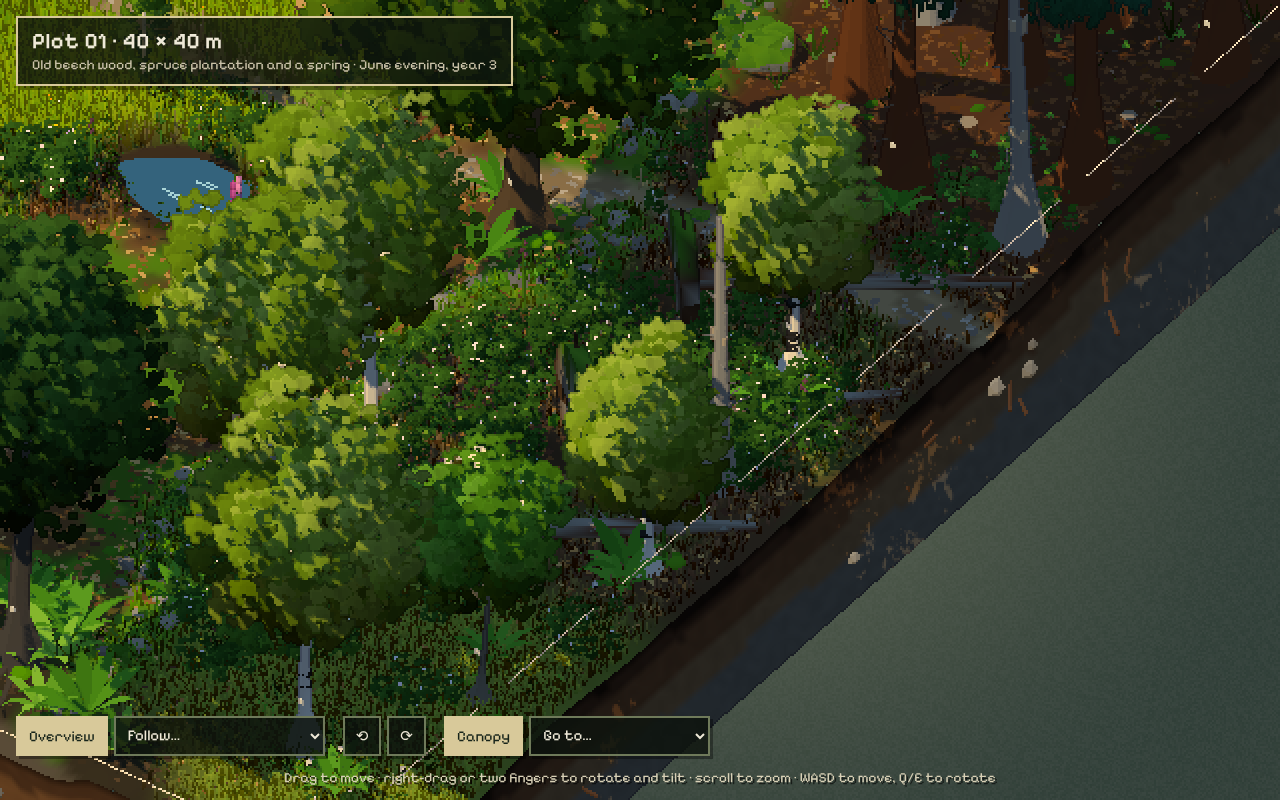 Plot 01 · 40 × 40 m
Old beech wood, spruce plantation and a spring · June evening, year 3
Overview
Follow...
⟲
⟳
Canopy
Go to...
Drag to move · right-drag or two fingers to rotate and tilt · scroll to zoom · WASD to move, Q/E to rotate